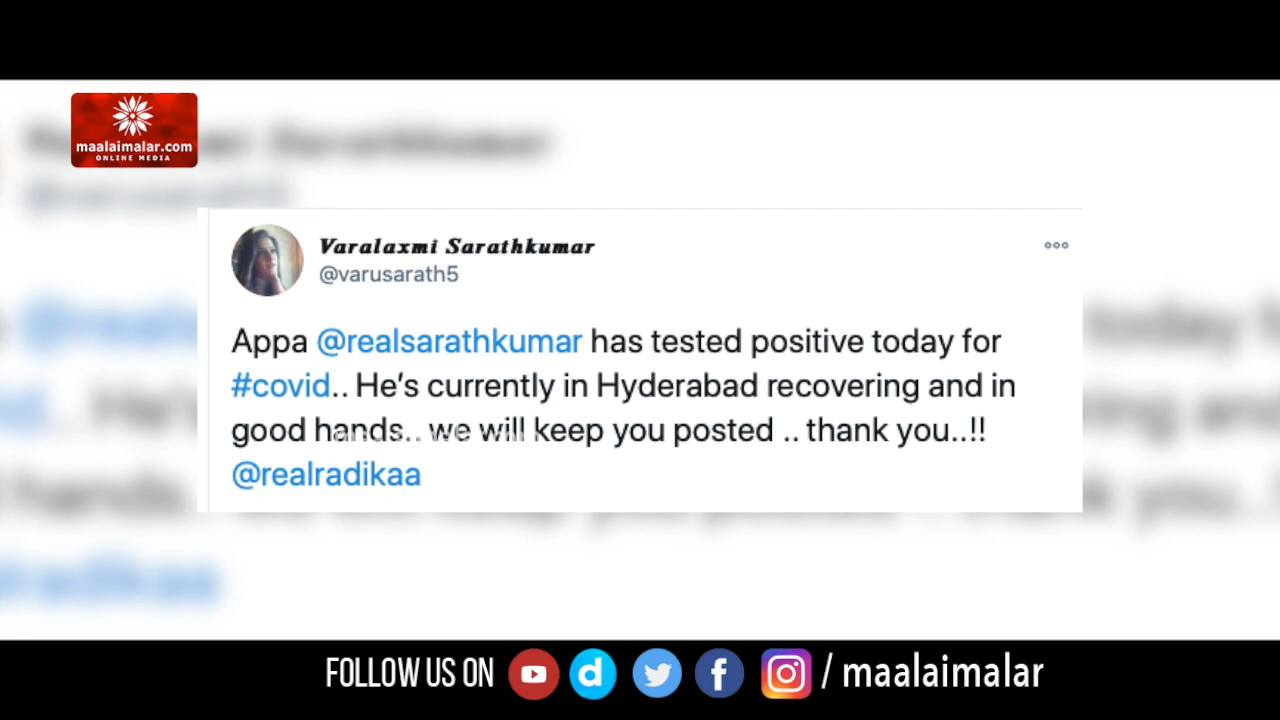 maalaimalar.com
ONLINE MEDIA
Varalaxmi Sarathkumar
@varusarath5
Appa @realsarathkumar has tested positive today for
#covid.. He's currently in Hyderabad recovering and in
good hands.. we will keep you posted .. thank you..!!
@realradikaa
FOLLOW US ON / maalaimalar